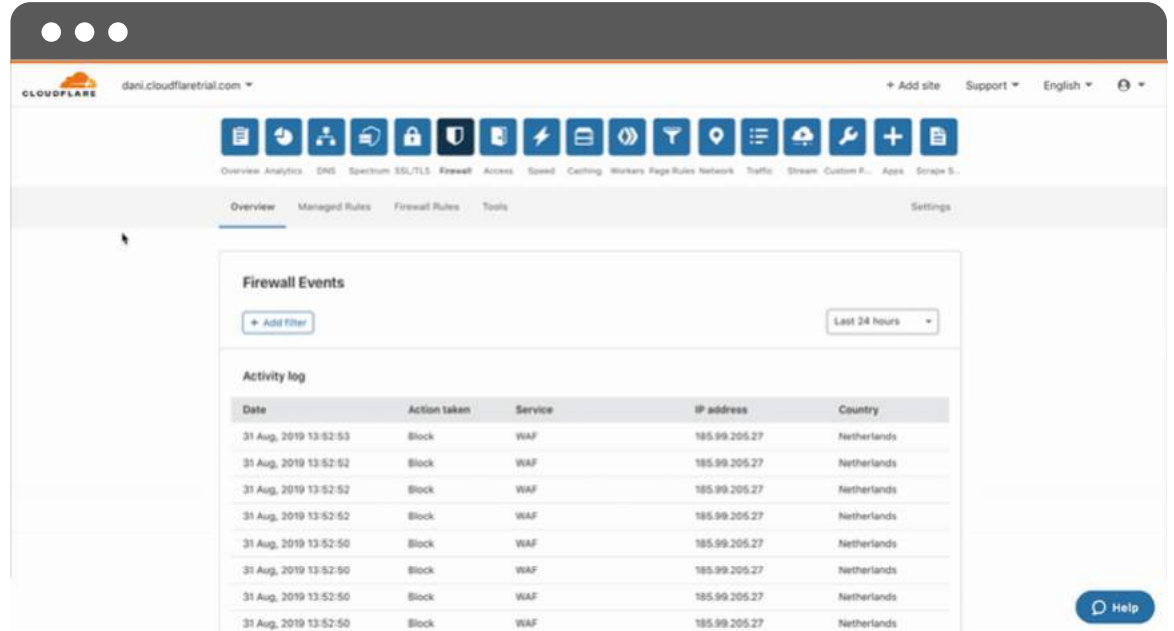 CLOUDFLARE
dani.cloudflaretrial.com
+ Add site Support English
Overview Analytics DNS Spectrum SSL/TLS Firewall Access Speed Caching Workers Page Rules Network Traffic Stream Custom P... Apps Scrape S...
Overview Managed Rules Firewall Rules Tools Settings
Firewall Events
+ Add filter Last 24 hours
Activity log
Date Action taken Service IP address Country
31 Aug, 2019 13:52:53 Block WAF 185.99.205.27 Netherlands
31 Aug, 2019 13:52:52 Block WAF 185.99.205.27 Netherlands
31 Aug, 2019 13:52:52 Block WAF 185.99.205.27 Netherlands
31 Aug, 2019 13:52:52 Block WAF 185.99.205.27 Netherlands
31 Aug, 2019 13:52:50 Block WAF 185.99.205.27 Netherlands
31 Aug, 2019 13:52:50 Block WAF 185.99.205.27 Netherlands
31 Aug, 2019 13:52:50 Block WAF 185.99.205.27 Netherlands
31 Aug, 2019 13:52:50 Block WAF 185.99.205.27 Netherlands
Help